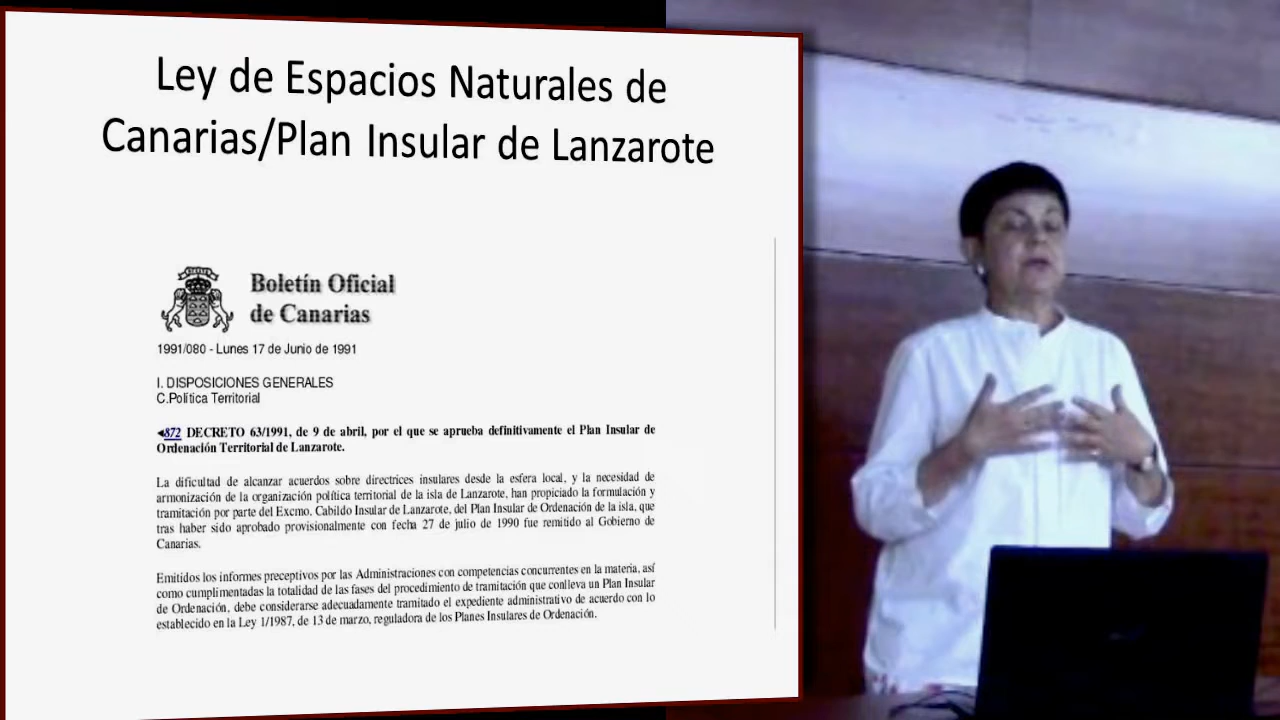 Ley de Espacios Naturales de
Canarias/Plan Insular de Lanzarote
Boletín Oficial
de Canarias
1991/080 - Lunes 17 de Junio de 1991
I. DISPOSICIONES GENERALES
C.Política Territorial
872 DECRETO 63/1991, de 9 de abril, por el que se aprueba definitivamente el Plan Insular de
Ordenación Territorial de Lanzarote.
La dificultad de alcanzar acuerdos sobre directrices insulares desde la esfera local, y la necesidad de
armonización de la organización política territorial de la isla de Lanzarote, han propiciado la formulación y
tramitación por parte del Excmo. Cabildo Insular de Lanzarote, del Plan Insular de Ordenación de la isla, que
tras haber sido aprobado provisionalmente con fecha 27 de julio de 1990 fue remitido al Gobierno de
Canarias.
Emitidos los informes preceptivos por las Administraciones con competencias concurrentes en la materia, así
como cumplimentadas la totalidad de las fases del procedimiento de tramitación que conlleva un Plan Insular
de Ordenación, debe considerarse adecuadamente tramitado el expediente administrativo de acuerdo con lo
establecido en la Ley 1/1987, de 13 de marzo, reguladora de los Planes Insulares de Ordenación.